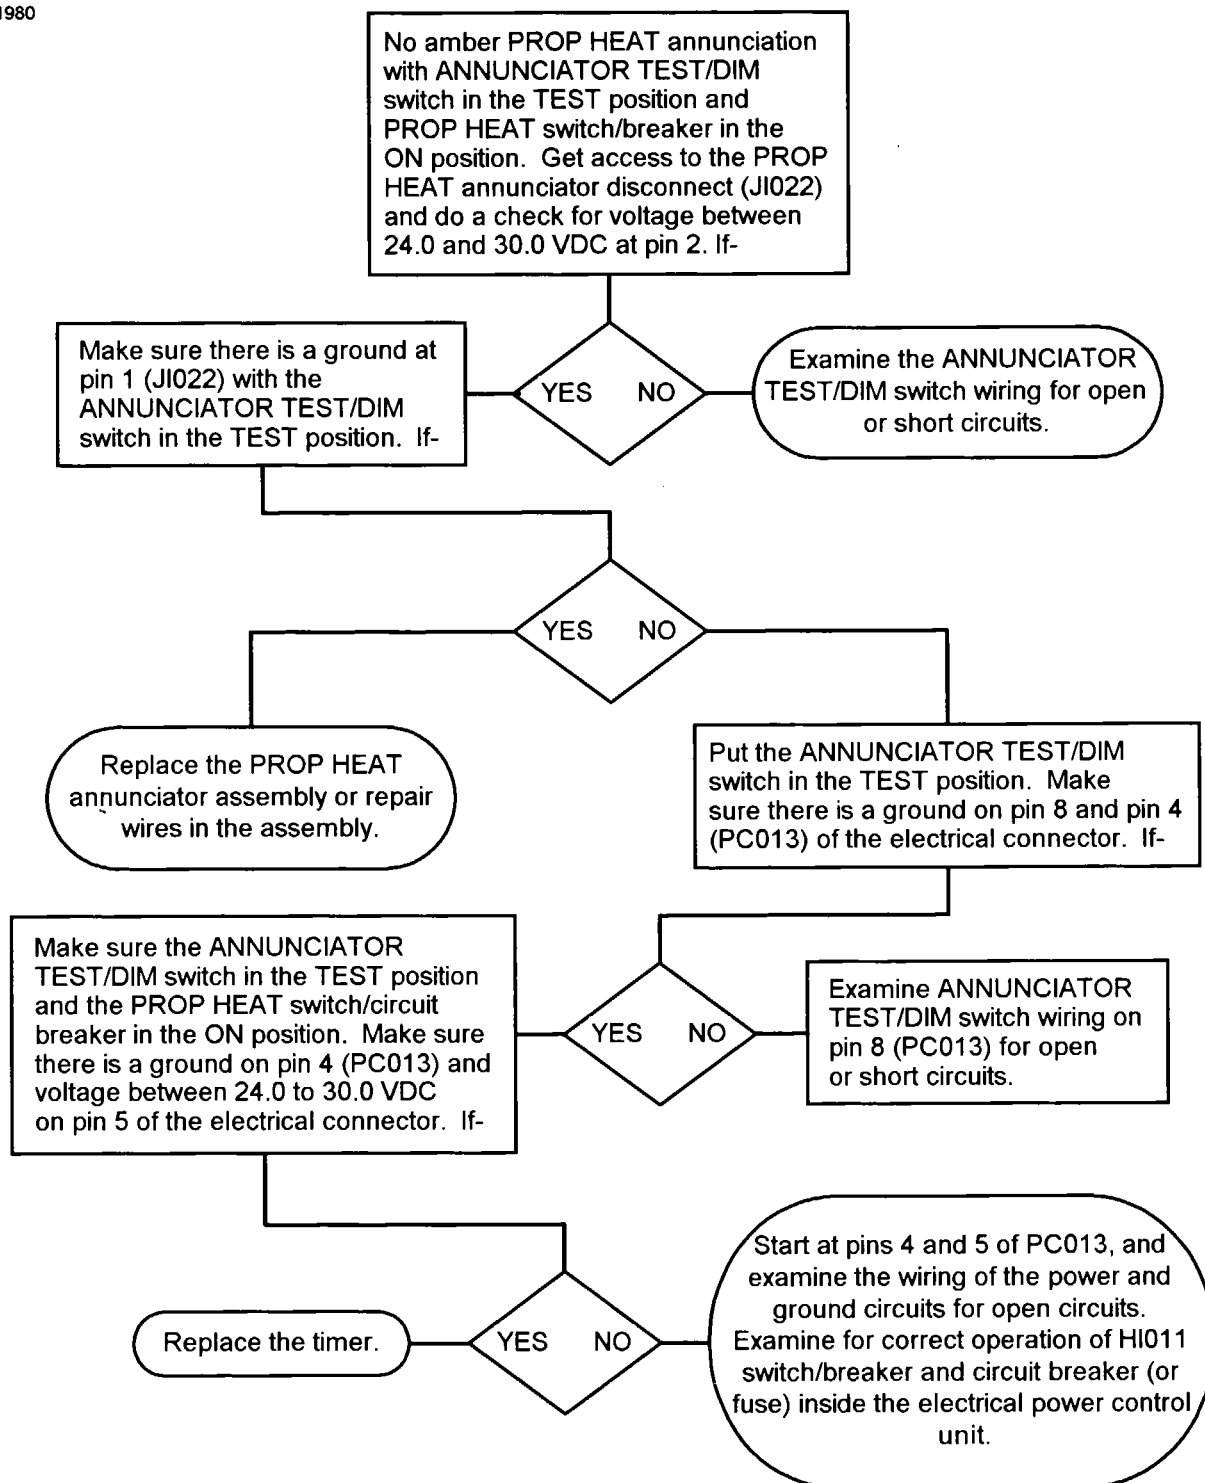 1980
No amber PROP HEAT annunciation
with ANNUNCIATOR TEST/DIM
switch in the TEST position and
PROP HEAT switch/breaker in the
ON position. Get access to the PROP
HEAT annunciator disconnect (JI022)
and do a check for voltage between
24.0 and 30.0 VDC at pin 2. If-
Make sure there is a ground at
pin 1 (JI022) with the
ANNUNCIATOR TEST/DIM
switch in the TEST position. If-
YES NO
Examine the ANNUNCIATOR
TEST/DIM switch wiring for open
or short circuits.
YES NO
Replace the PROP HEAT
annunciator assembly or repair
wires in the assembly.
Put the ANNUNCIATOR TEST/DIM
switch in the TEST position. Make
sure there is a ground on pin 8 and pin 4
(PC013) of the electrical connector. If-
Make sure the ANNUNCIATOR
TEST/DIM switch in the TEST position
and the PROP HEAT switch/circuit
breaker in the ON position. Make sure
there is a ground on pin 4 (PC013) and
voltage between 24.0 to 30.0 VDC
on pin 5 of the electrical connector. If-
YES NO
Examine ANNUNCIATOR
TEST/DIM switch wiring on
pin 8 (PC013) for open
or short circuits.
Replace the timer.
YES NO
Start at pins 4 and 5 of PC013, and
examine the wiring of the power and
ground circuits for open circuits.
Examine for correct operation of HI011
switch/breaker and circuit breaker (or
fuse) inside the electrical power control
unit.